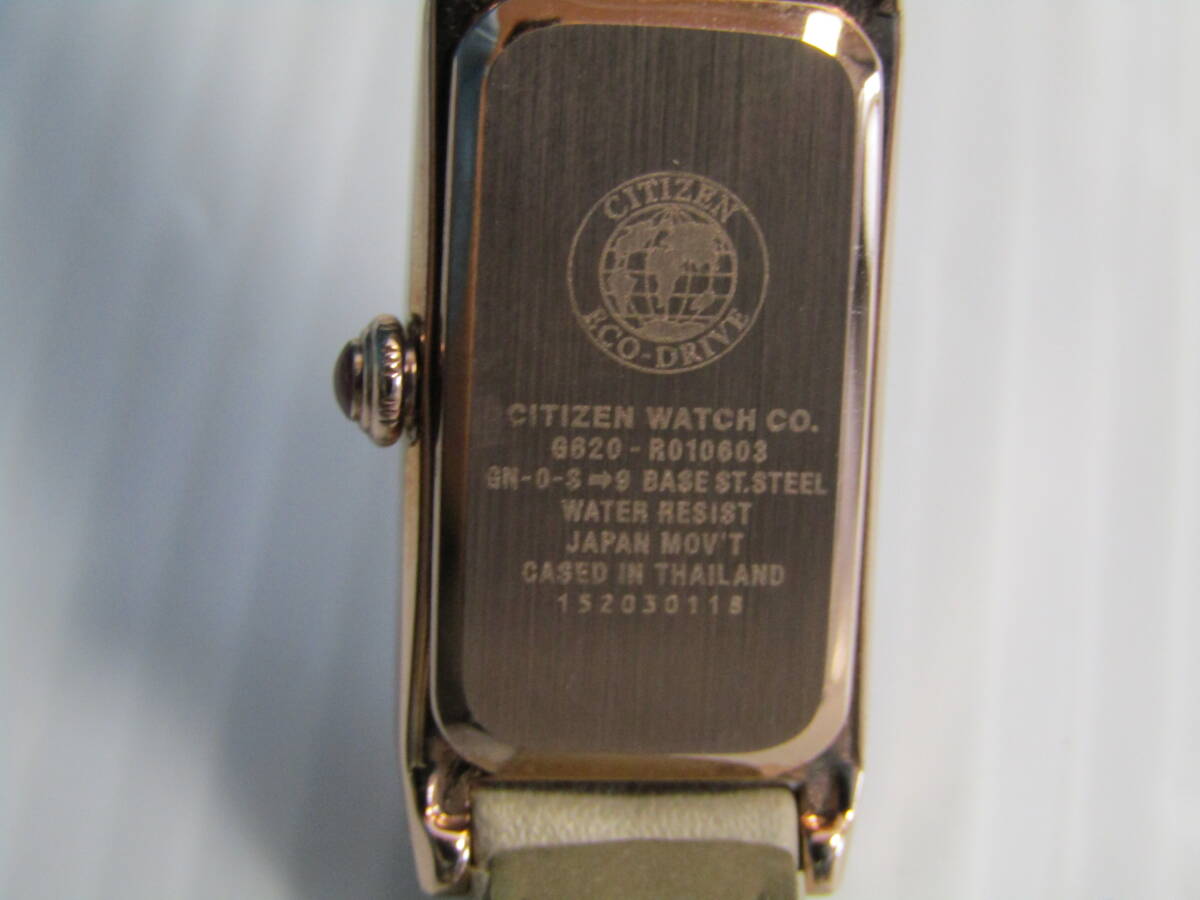 CITIZEN
ECO-DRIVE
CITIZEN WATCH CO.
G620-R010603
GN-0-S⇒9 BASE ST.STEEL
WATER RESIST
JAPAN MOV'T
CASED IN THAILAND
152030118